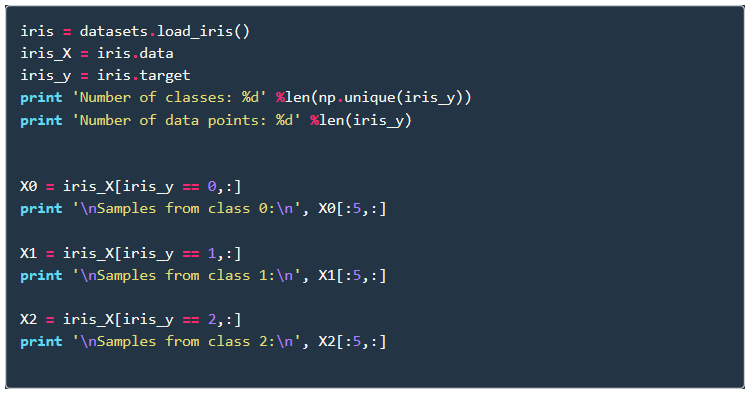 iris = datasets.load_iris()
iris_X = iris.data
iris_y = iris.target
print 'Number of classes: %d' %len(np.unique(iris_y))
print 'Number of data points: %d' %len(iris_y)
X0 = iris_X[iris_y == 0,:]
print '\nSamples from class 0:\n', X0[:5,:]
X1 = iris_X[iris_y == 1,:]
print '\nSamples from class 1:\n', X1[:5,:]
X2 = iris_X[iris_y == 2,:]
print '\nSamples from class 2:\n', X2[:5,:]